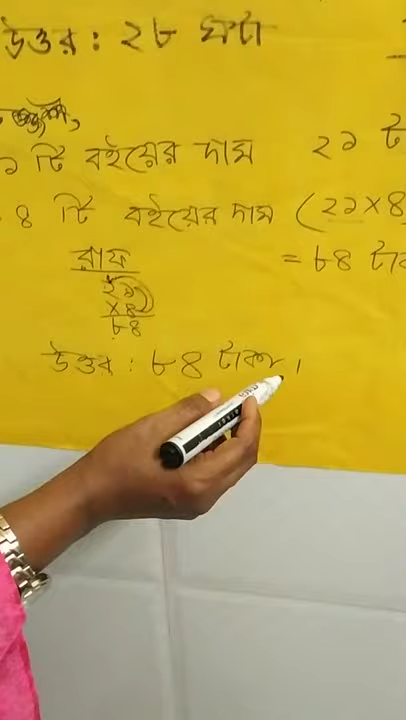 উত্তর : ২৮ ঘণ্টা
১ টি বইয়ের দাম ২১ ট
৪ টি বইয়ের দাম (২১×৪)
= ৮৪ টাক
রাফ
২১
×৪
৮৪
উত্তর : ৮৪ টাকা।